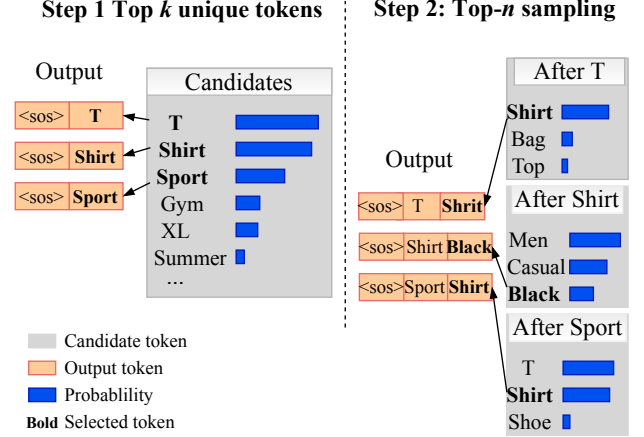 Step 1 Top k unique tokens
Output
Candidates
<sos> T
<sos> Shirt
<sos> Sport
T
Shirt
Sport
Gym
XL
Summer
...
Candidate token
Output token
Probablility
Bold Selected token
Step 2: Top-n sampling
Output
<sos> T Shrit
<sos> Shirt Black
<sos> Sport Shirt
After T
Shirt
Bag
Top
After Shirt
Men
Casual
Black
After Sport
T
Shirt
Shoe